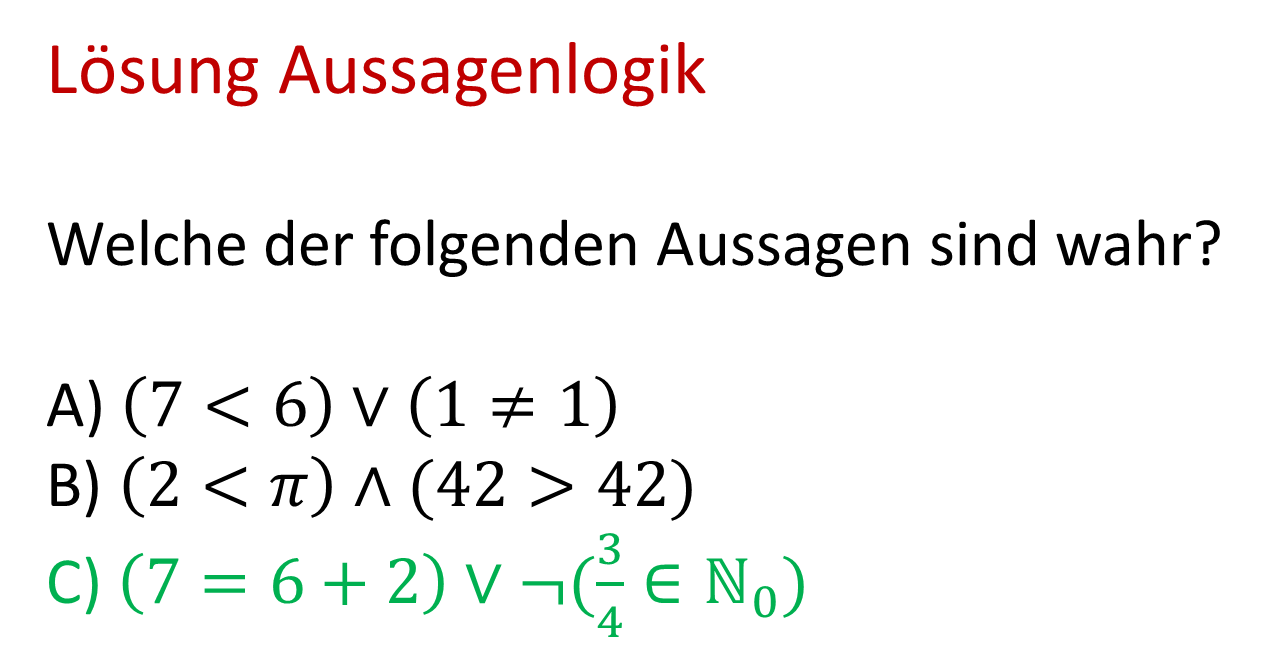 Lösung Aussagenlogik
Welche der folgenden Aussagen sind wahr?
A) (7 < 6) ∨ (1 ≠ 1)
B) (2 < π) ∧ (42 > 42)
C) (7 = 6 + 2) ∨ ¬(3/4 ∈ ℕ₀)